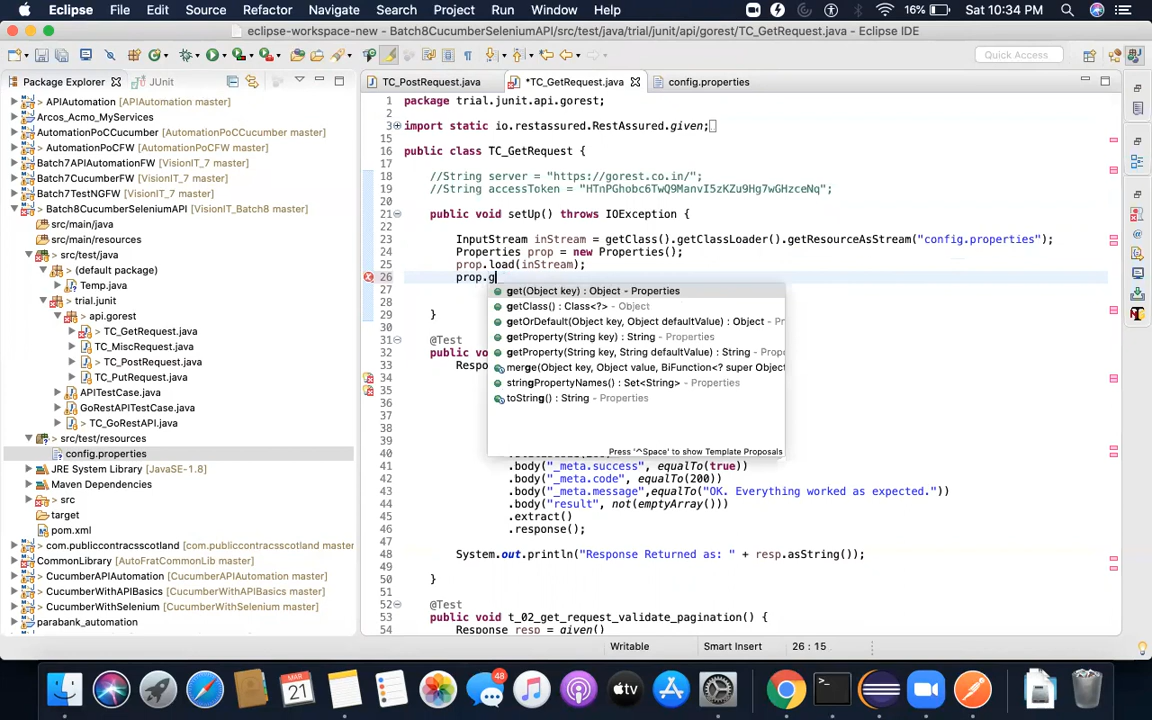 Eclipse File Edit Source Refactor Navigate Search Project Run Window Help 16% Sat 10:34 PM
eclipse-workspace-new - Batch8CucumberSeleniumAPI/src/test/java/trial/junit/api/gorest/TC_GetRequest.java - Eclipse IDE
Quick Access
Package Explorer JUnit
TC_PostRequest.java *TC_GetRequest.java config.properties
> APIAutomation (APIAutomation master)
Arcos_Acmo_MyServices
AutomationPoCCucumber (AutomationPoCCucumber master)
> AutomationPoCFW (AutomationPoCCucumber master)
Batch7APIAutomationFW (VisionIT_7 master)
Batch7CucumberFW (VisionIT_7 master)
Batch7TestNGFW (VisionIT_7 master)
> Batch8CucumberSeleniumAPI (VisionIT_Batch8 master)
src/main/java
src/main/resources
> src/test/java
> (default package)
> Temp.java
> trial.junit
> api.gorest
> TC_GetRequest.java
> TC_MiscRequest.java
> TC_PostRequest.java
> TC_PutRequest.java
APITestCase.java
GoRestAPITestCase.java
> TC_GoRestAPI.java
> src/test/resources
config.properties
JRE System Library [JavaSE-1.8]
Maven Dependencies
> src
target
pom.xml
> com.publiccontracsscotland (com.publiccontracsscotland master)
CommonLibrary (AutoFratCommonLib master)
> CucumberAPIAutomation (CucumberAPIAutomation master)
> CucumberWithAPIBasics (CucumberWithAPIBasics master)
> CucumberWithSelenium (CucumberWithSelenium master)
parabank_automation
1 package trial.junit.api.gorest;
2
3 import static io.restassured.RestAssured.given;
15
16 public class TC_GetRequest {
17
18 //String server = "https://gorest.co.in/";
19 //String accessToken = "HTnPGhobc6TwQ9ManvI5zKZu9Hg7wGHzceNq";
20
21 public void setUp() throws IOException {
22
23 InputStream inStream = getClass().getClassLoader().getResourceAsStream("config.properties");
24 Properties prop = new Properties();
25 prop.load(inStream);
26 prop.g
27
28
29 }
get(Object key) : Object - Properties
getClass() : Class<?> - Object
getOrDefault(Object key, Object defaultValue) : Object - Pr
getProperty(String key) : String - Properties
getProperty(String key, String defaultValue) : String - Prope
merge(Object key, Object value, BiFunction<? super Object
stringPropertyNames() : Set<String> - Properties
toString() : String - Properties
Press '^Space' to show Template Proposals
31 @Test
32 public vo
33 Respo
34
35
36
37
38
39
40
41 .body("_meta.success", equalTo(true))
42 .body("_meta.code", equalTo(200))
43 .body("_meta.message",equalTo("OK. Everything worked as expected."))
44 .body("result", not(emptyArray()))
45 .extract()
46 .response();
47
48 System.out.println("Response Returned as: " + resp.asString());
49
50 }
51
52 @Test
53 public void t_02_get_request_validate_pagination() {
54 Response resp = given()
Writable Smart Insert 26 : 15
MAR
21
48
tv